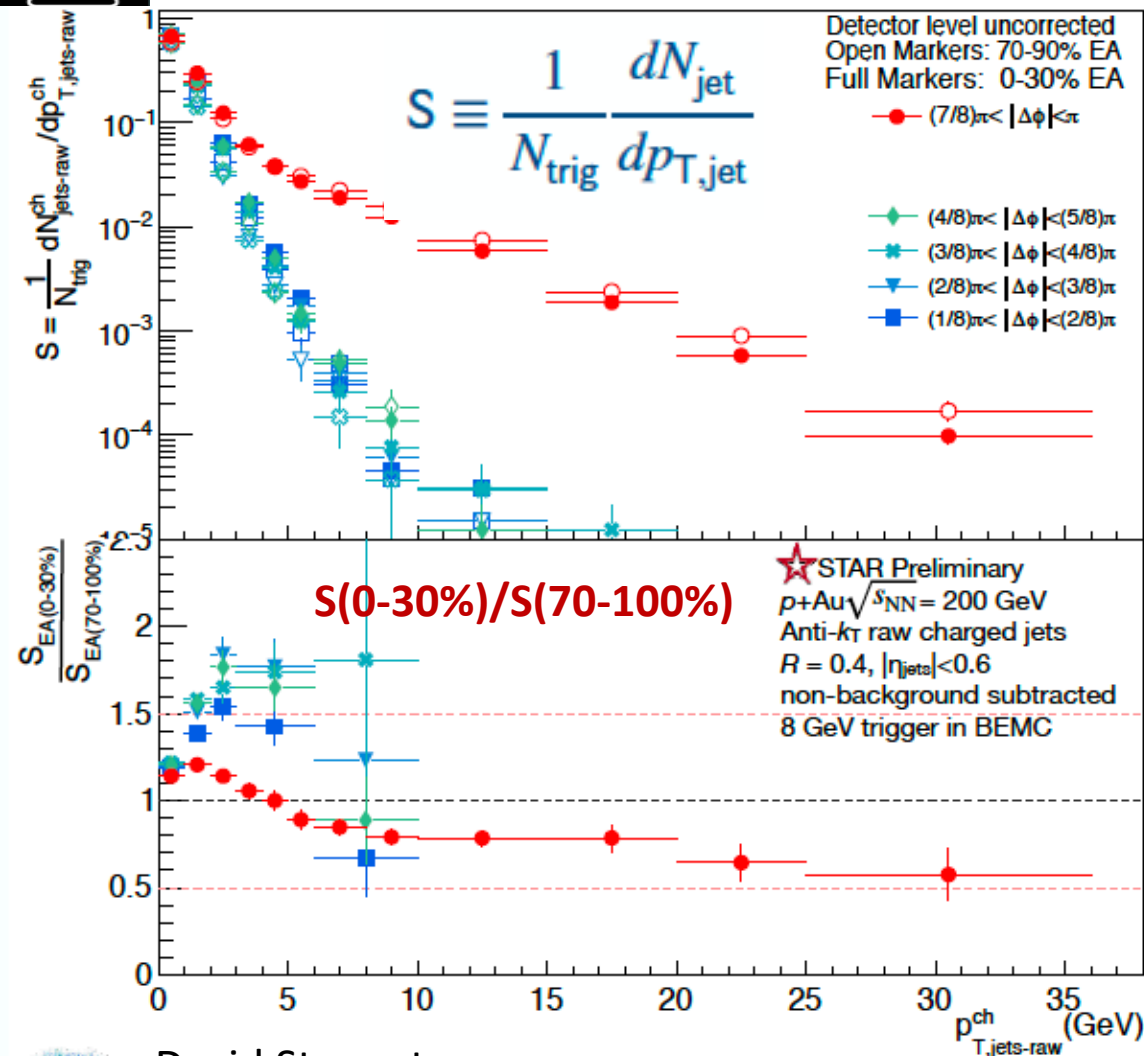 1
10⁻¹
10⁻²
10⁻³
10⁻⁴
S = 1/N_trig dN^ch_jets-raw/dp^ch_T,jets-raw
S ≡ 1/N_trig dN_jet/dp_T,jet
Detector level uncorrected
Open Markers: 70-90% EA
Full Markers: 0-30% EA
(7/8)π< |Δϕ|<π
(4/8)π< |Δϕ|<(5/8)π
(3/8)π< |Δϕ|<(4/8)π
(2/8)π< |Δϕ|<(3/8)π
(1/8)π< |Δϕ|<(2/8)π
S_EA(0-30%)
S_EA(70-100%)
2
1.5
1
0.5
0
S(0-30%)/S(70-100%)
STAR Preliminary
p+Au √s_NN = 200 GeV
Anti-k_T raw charged jets
R = 0.4, |η_jets|<0.6
non-background subtracted
8 GeV trigger in BEMC
0 5 10 15 20 25 30 35
p^ch_T,jets-raw (GeV)